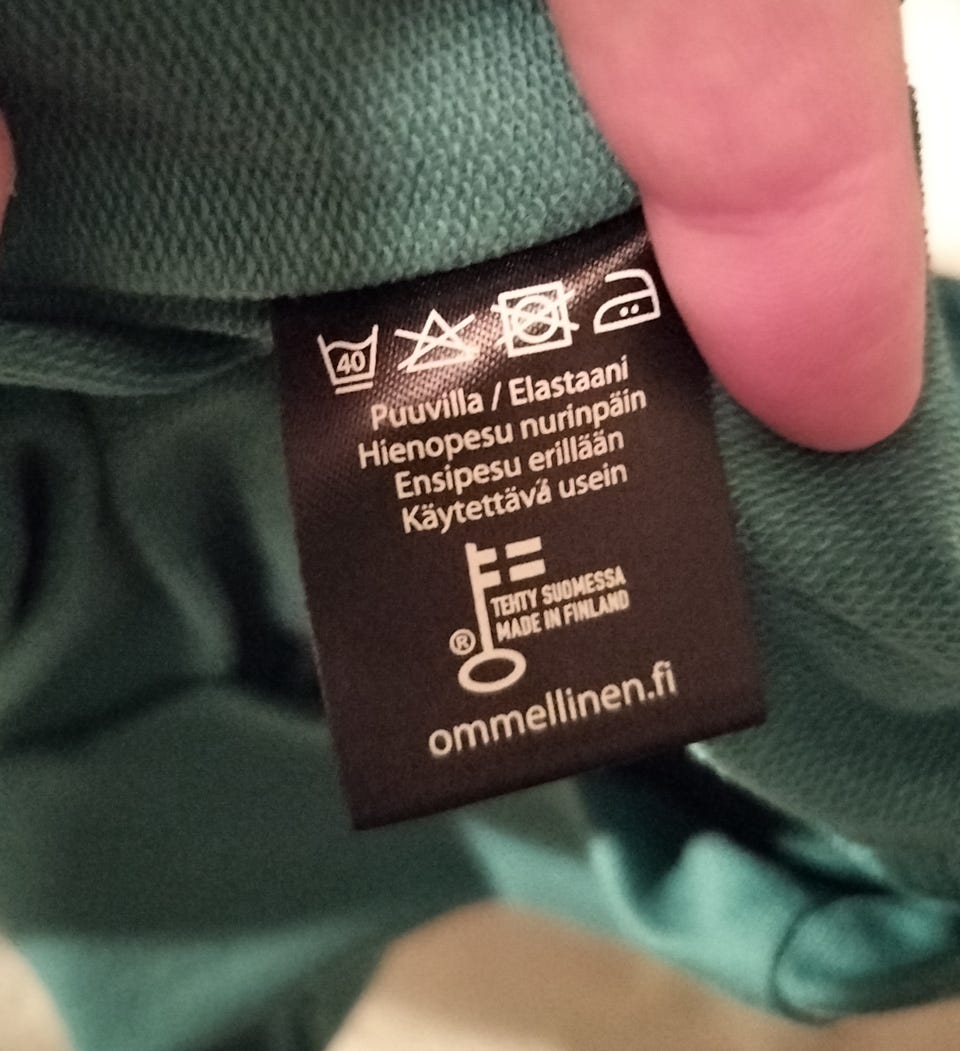 40
Puuvilla / Elastaani
Hienopesu nurinpäin
Ensipesu erillään
Käytettävä usein
TEHTY SUOMESSA
MADE IN FINLAND
®
ommellinen.fi